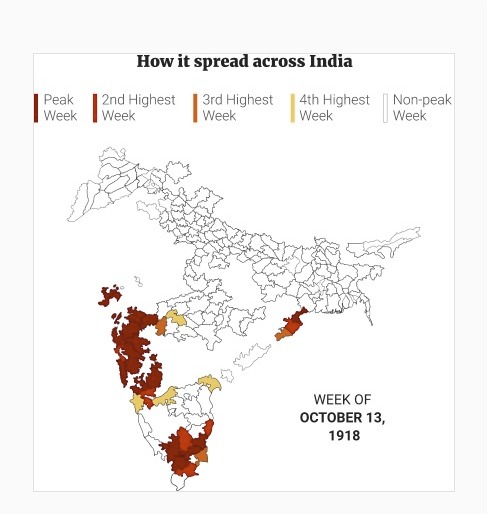 How it spread across India
Peak Week
2nd Highest Week
3rd Highest Week
4th Highest Week
Non-peak Week
WEEK OF
OCTOBER 13,
1918